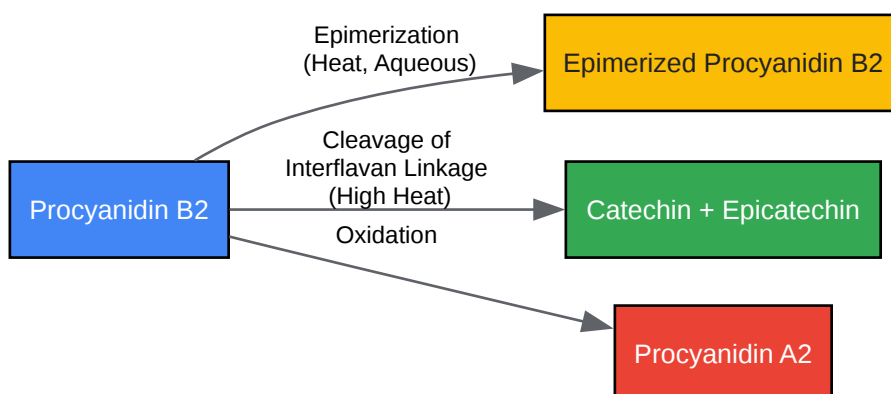 Epimerization
(Heat, Aqueous)
Epimerized Procyanidin B2
Cleavage of
Interflavan Linkage
(High Heat)
Procyanidin B2
Catechin + Epicatechin
Oxidation
Procyanidin A2